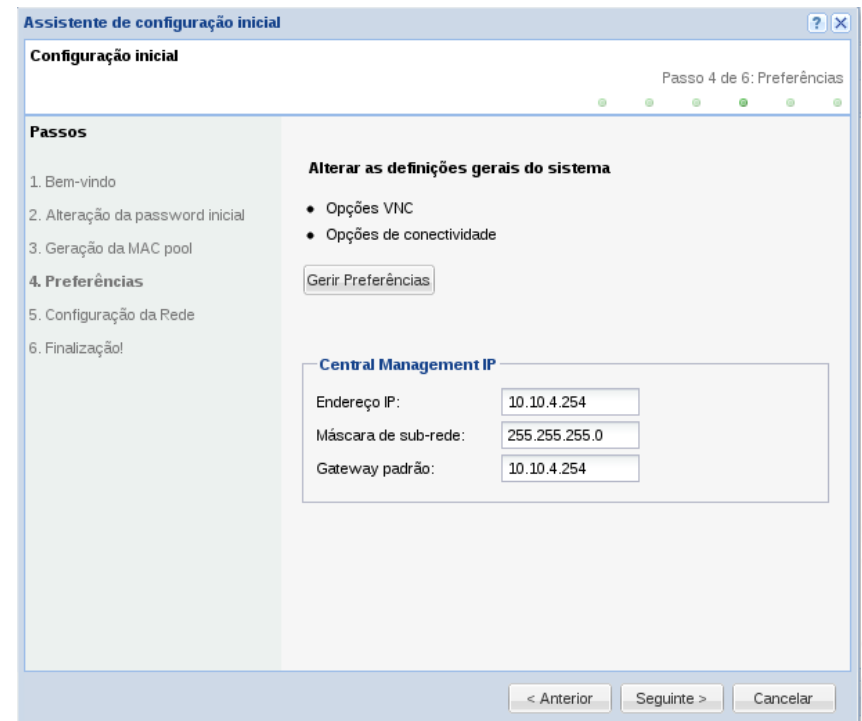 Assistente de configuração inicial
Configuração inicial
Passo 4 de 6: Preferências
Passos
1. Bem-vindo
2. Alteração da password inicial
3. Geração da MAC pool
4. Preferências
5. Configuração da Rede
6. Finalização!
Alterar as definições gerais do sistema
• Opções VNC
• Opções de conectividade
Gerir Preferências
Central Management IP
Endereço IP: 10.10.4.254
Máscara de sub-rede: 255.255.255.0
Gateway padrão: 10.10.4.254
< Anterior Seguinte > Cancelar